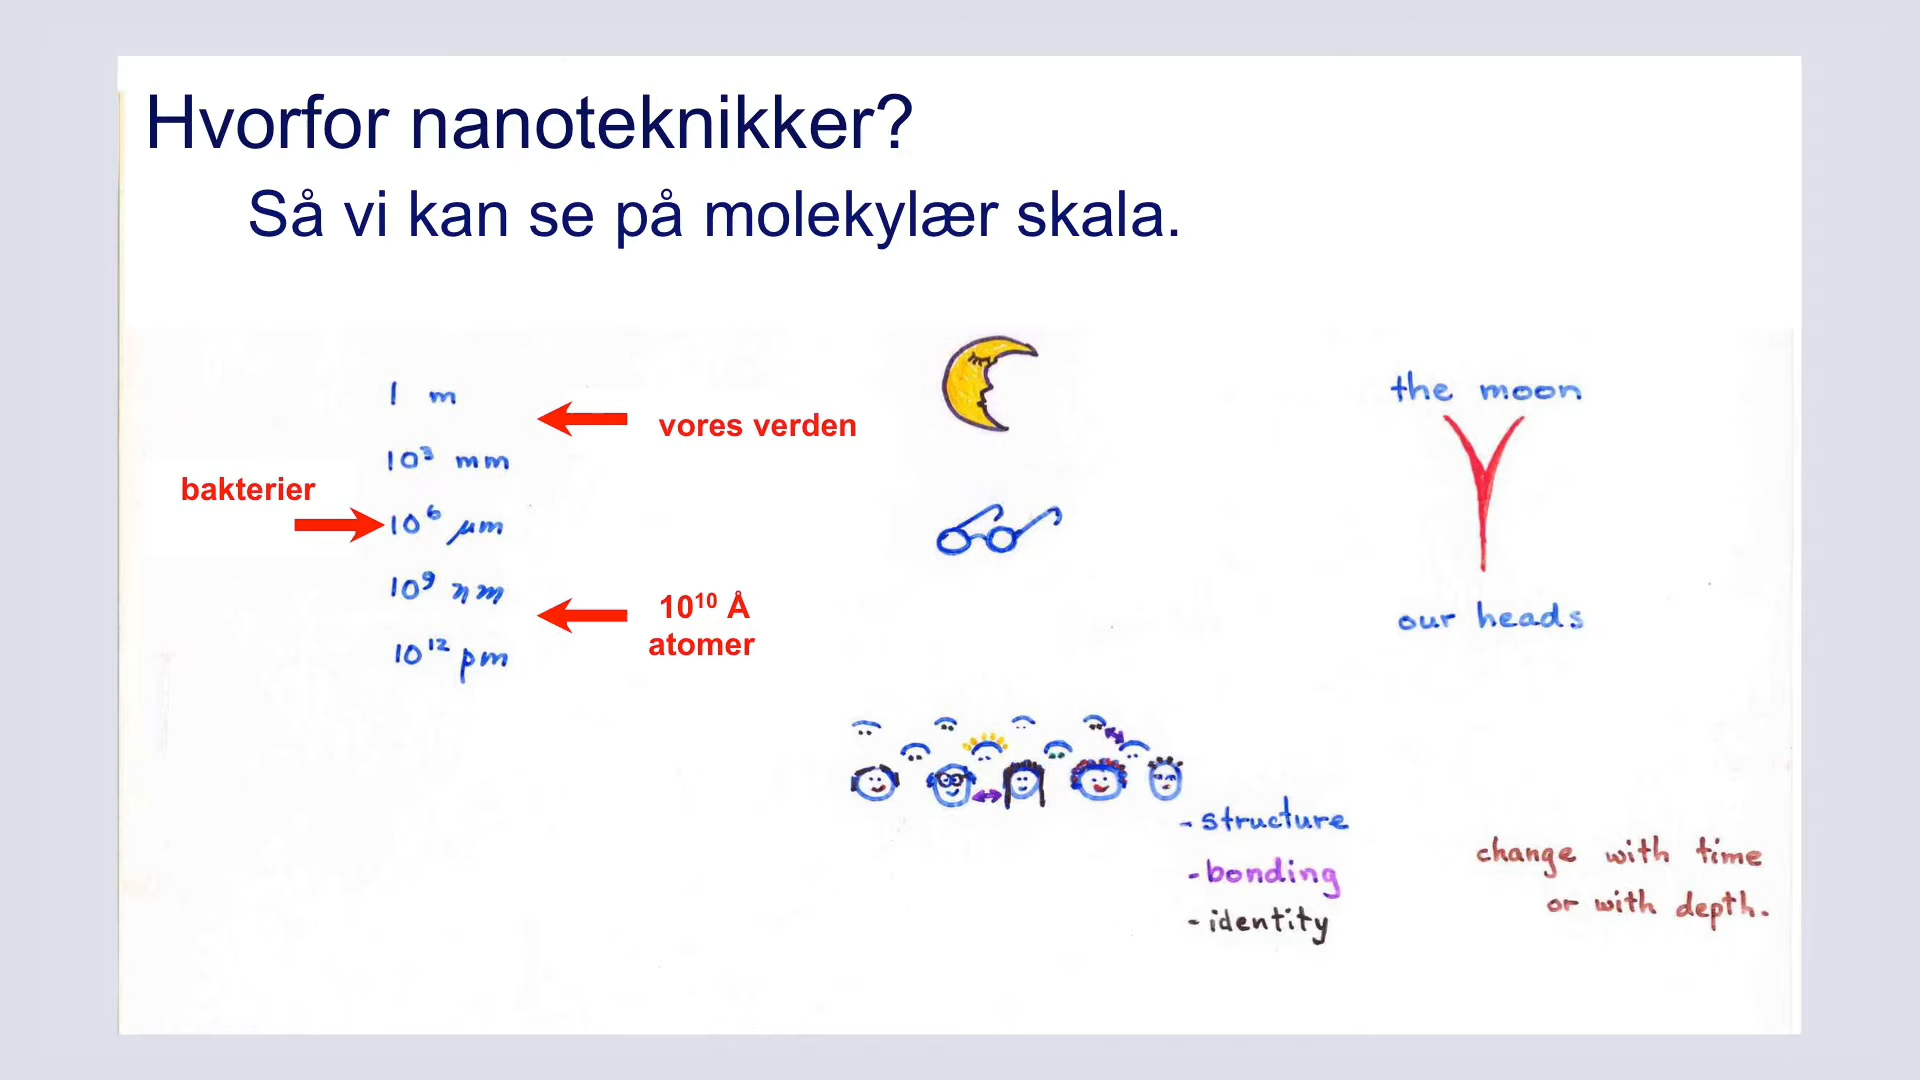 Hvorfor nanoteknikker?
Så vi kan se på molekylær skala.
1 m
vores verden
10³ mm
bakterier
10⁶ µm
10⁹ nm
10¹⁰ Å
atomer
10¹² pm
the moon
our heads
- structure
- bonding
- identity
change with time
or with depth.